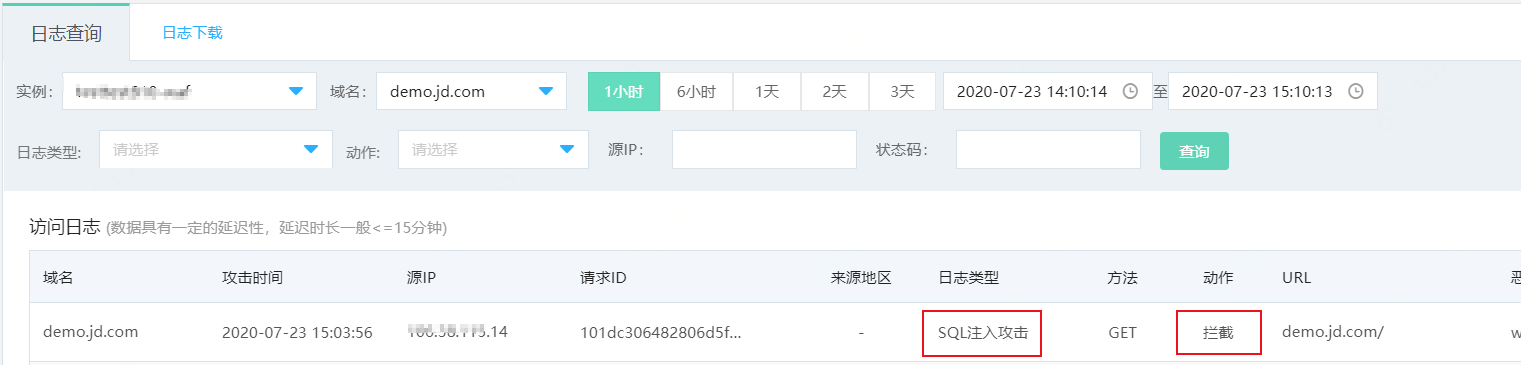 日志查询 日志下载
实例: 域名: demo.jd.com 1小时 6小时 1天 2天 3天 2020-07-23 14:10:14 至 2020-07-23 15:10:13
日志类型: 请选择 动作: 请选择 源IP: 状态码: 查询
访问日志 (数据具有一定的延迟性，延迟时长一般<=15分钟)
域名 攻击时间 源IP 请求ID 来源地区 日志类型 方法 动作 URL
demo.jd.com 2020-07-23 15:03:56 .14 101dc306482806d5f... - SQL注入攻击 GET 拦截 demo.jd.com/